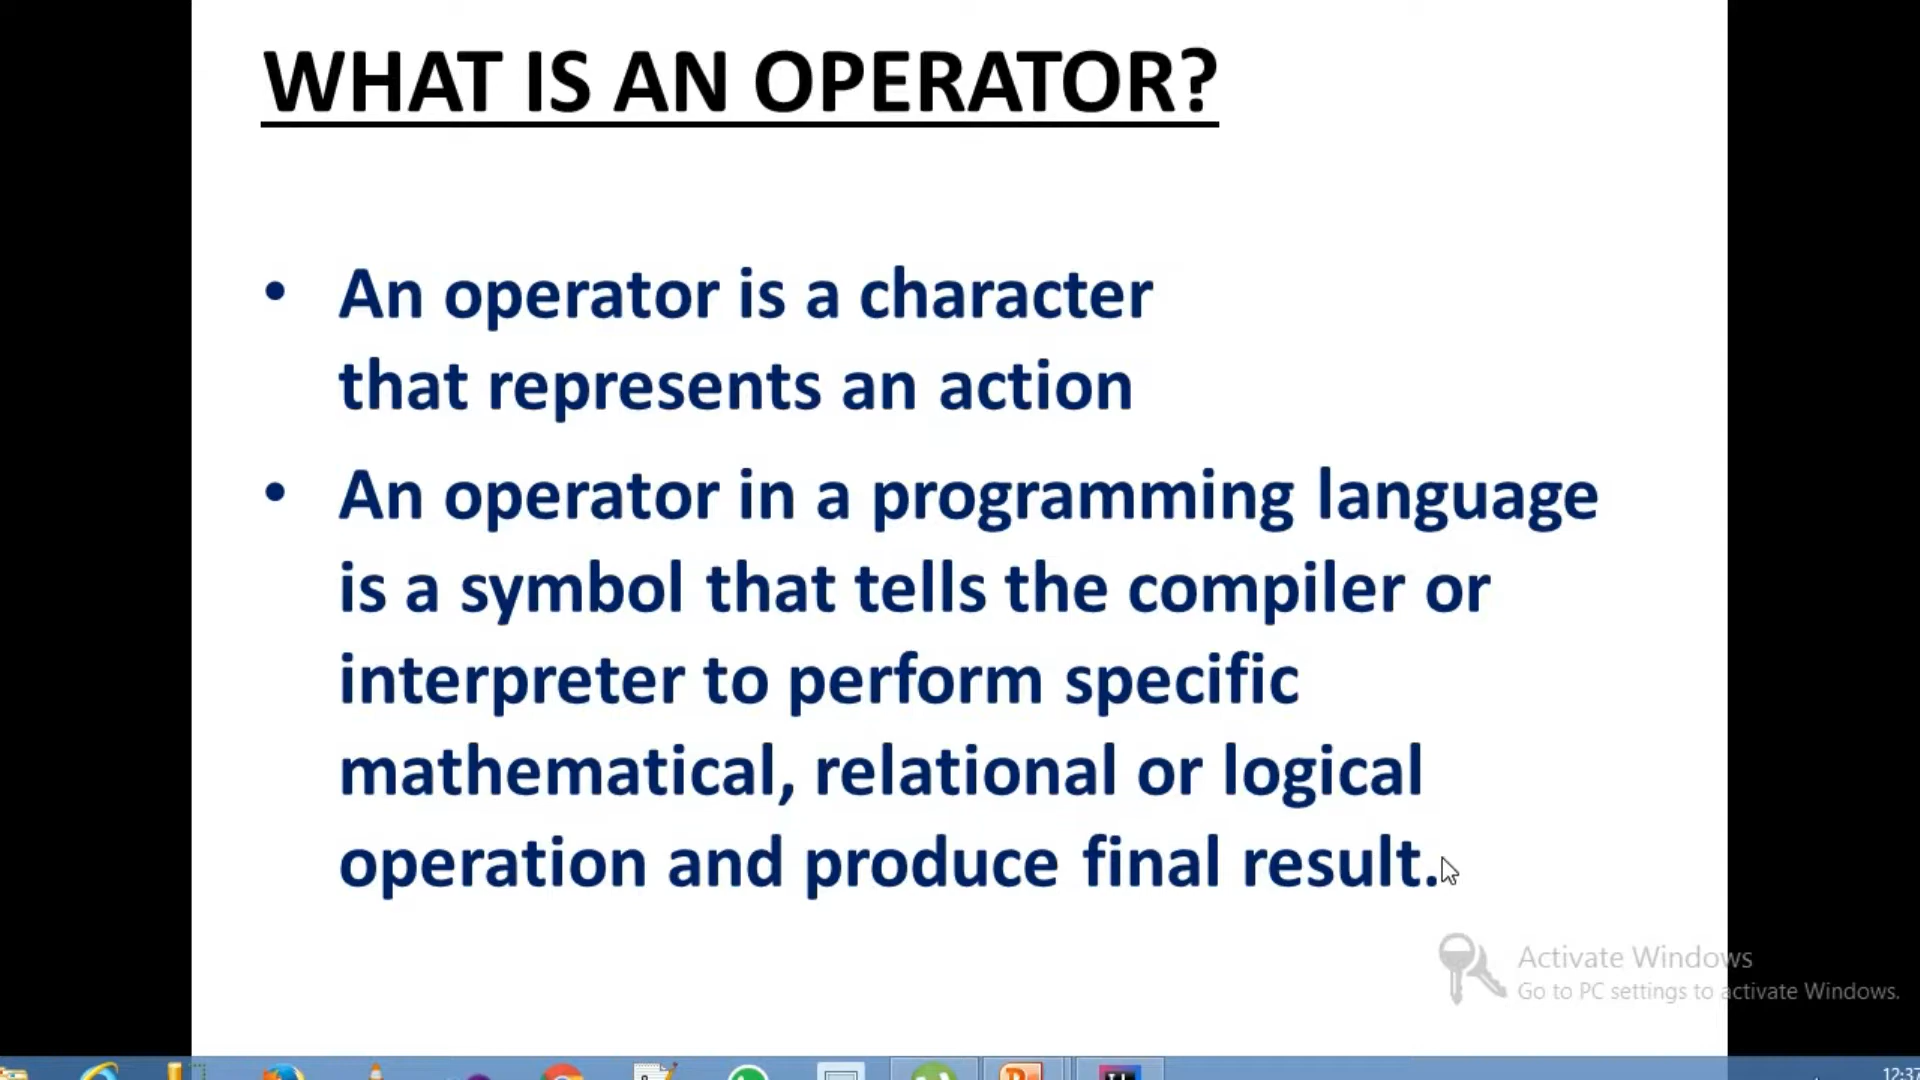 WHAT IS AN OPERATOR?
• An operator is a character
that represents an action
• An operator in a programming language
is a symbol that tells the compiler or
interpreter to perform specific
mathematical, relational or logical
operation and produce final result.
Activate Windows
Go to PC settings to activate Windows.
12:37